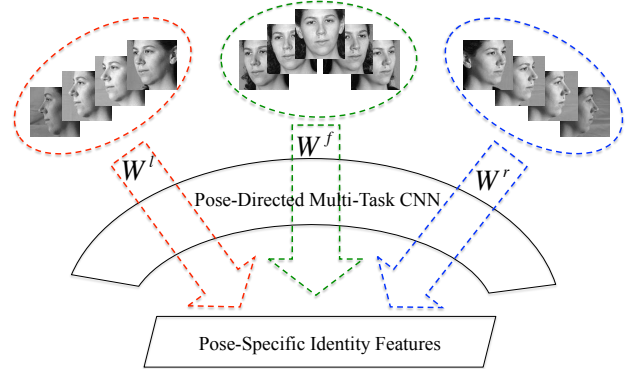 W^l
W^f
W^r
Pose-Directed Multi-Task CNN
Pose-Specific Identity Features